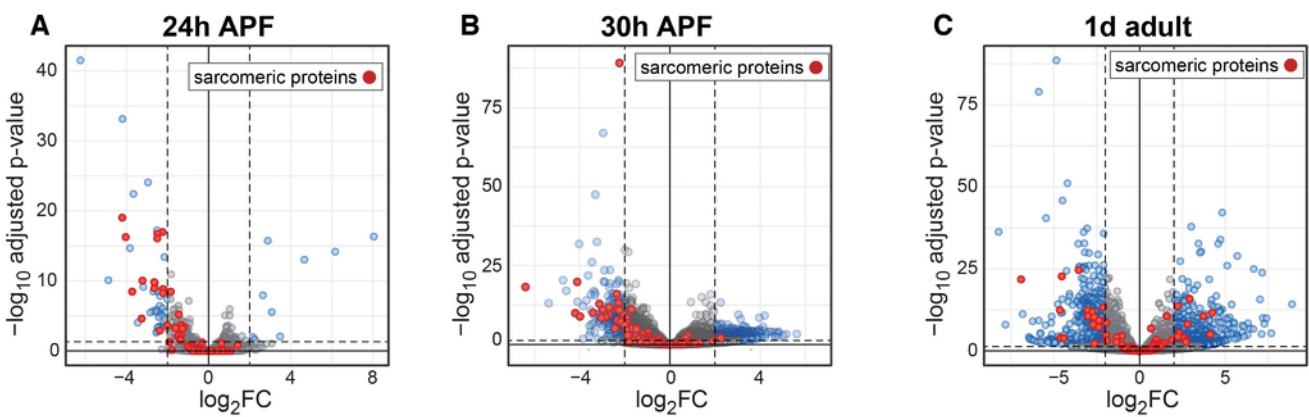 A 24h APF
sarcomeric proteins
−log10 adjusted p-value
40
30
20
10
0
−4 0 4 8
log2FC
B 30h APF
sarcomeric proteins
−log10 adjusted p-value
75
50
25
0
−4 0 4
log2FC
C 1d adult
sarcomeric proteins
−log10 adjusted p-value
75
50
25
0
−5 0 5
log2FC